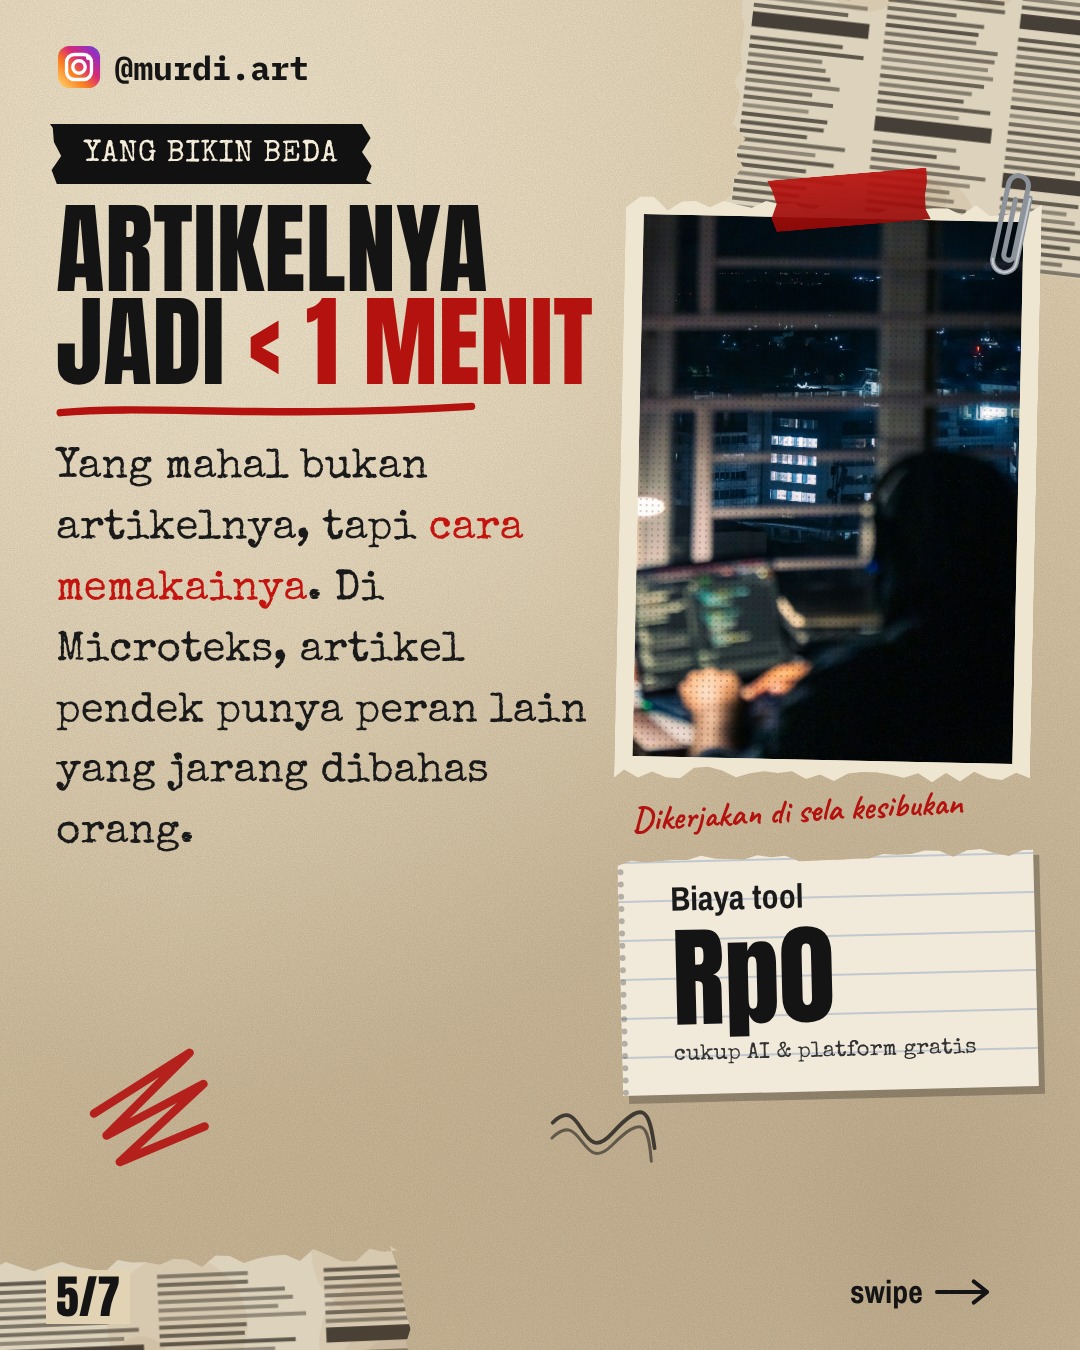 @murdi.art
YANG BIKIN BEDA
ARTIKELNYA
JADI < 1 MENIT
Yang mahal bukan
artikelnya, tapi cara
memakainya. Di
Microteks, artikel
pendek punya peran lain
yang jarang dibahas
orang.
Dikerjakan di sela kesibukan
Biaya tool
Rp0
cukup AI & platform gratis
5/7
swipe →